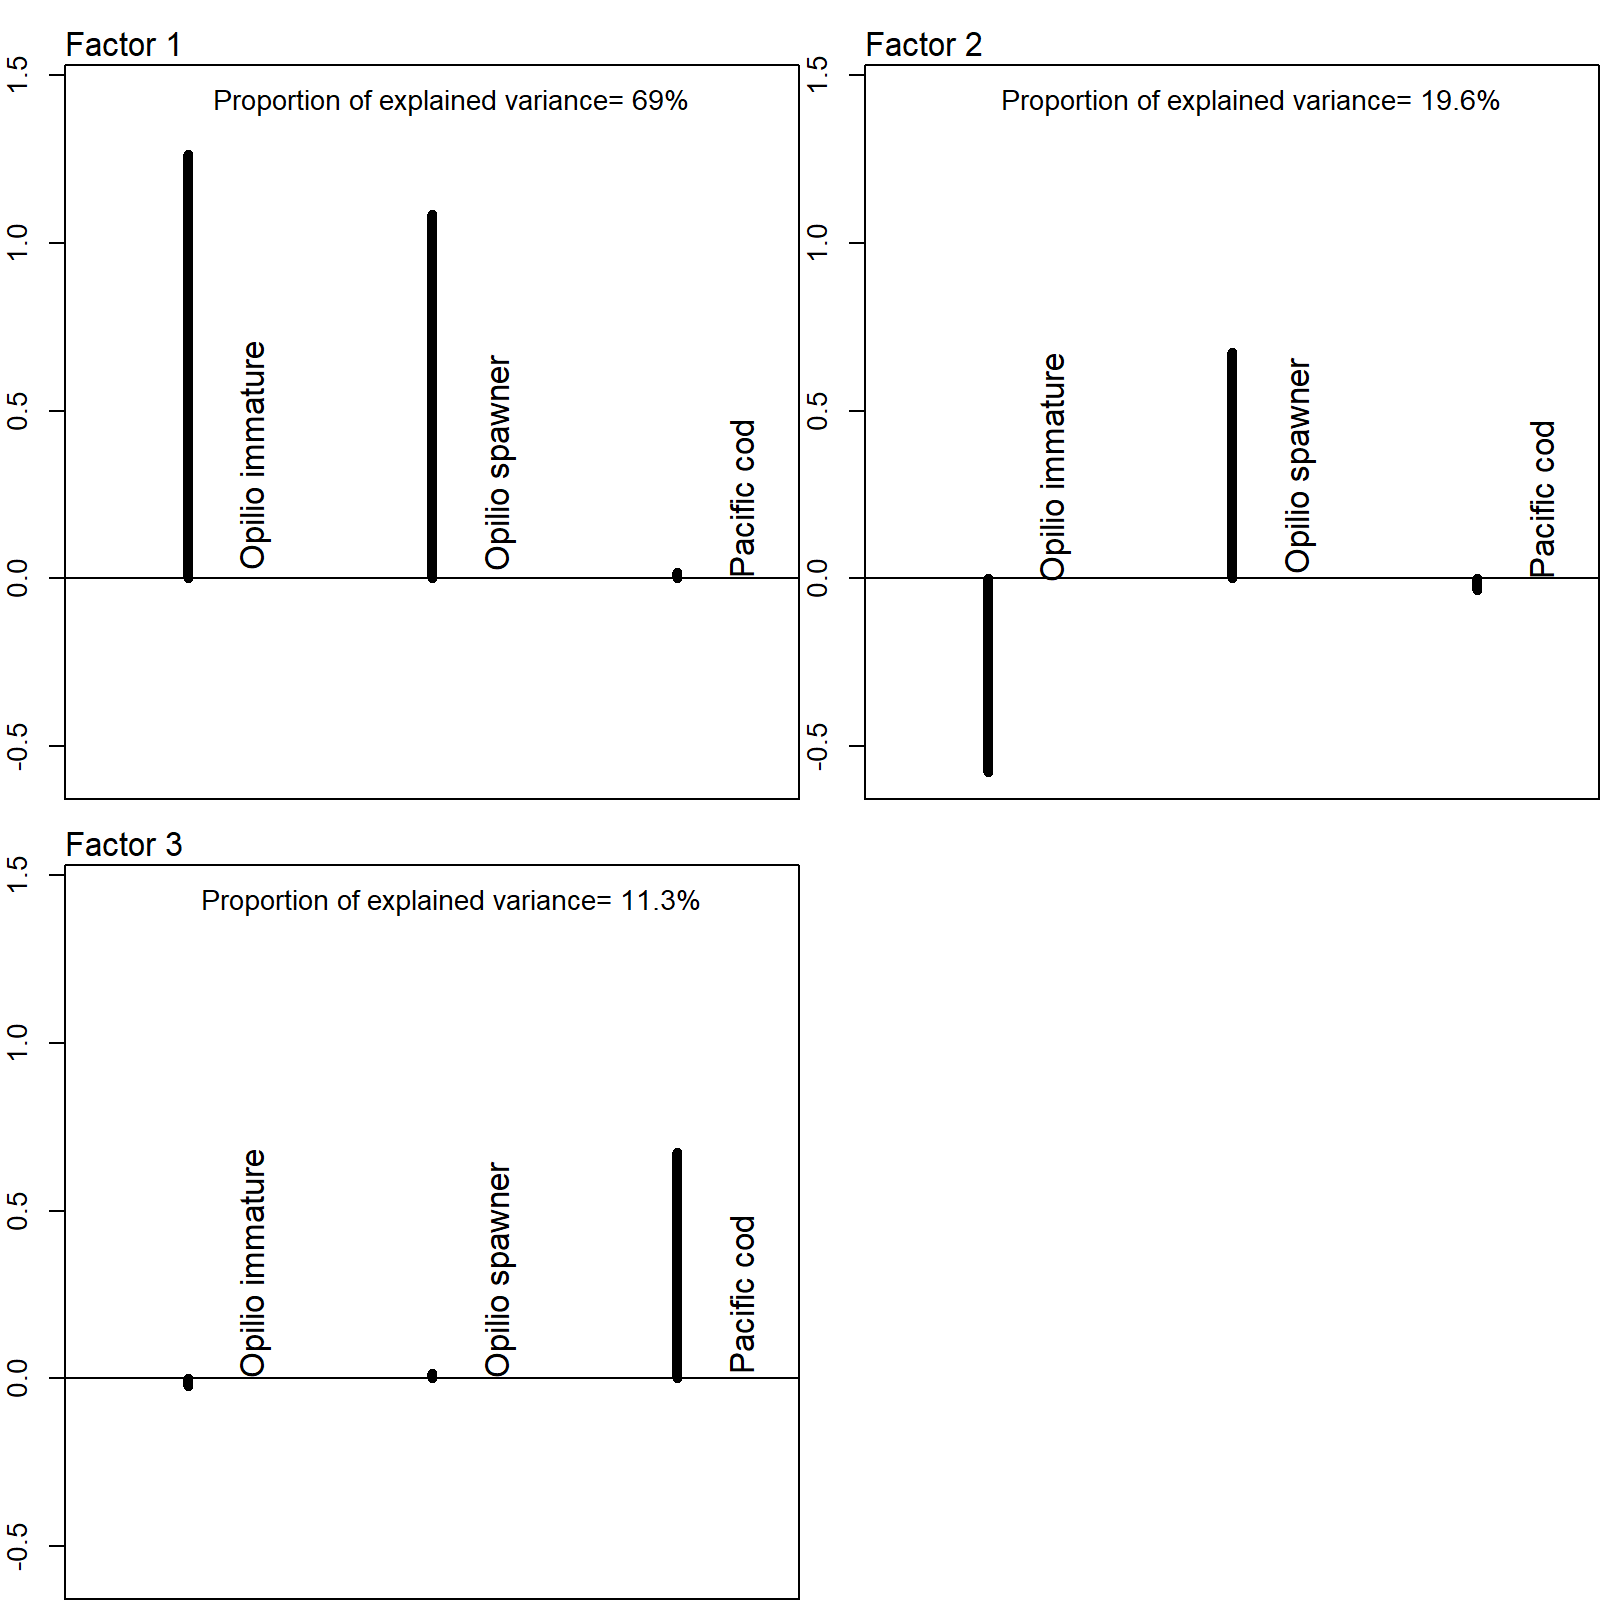 Factor 1
Proportion of explained variance= 69%
1.5
1.0
0.5
0.0
-0.5
Opilio immature
Opilio spawner
Pacific cod
Factor 2
Proportion of explained variance= 19.6%
1.5
1.0
0.5
0.0
-0.5
Opilio immature
Opilio spawner
Pacific cod
Factor 3
Proportion of explained variance= 11.3%
1.5
1.0
0.5
0.0
-0.5
Opilio immature
Opilio spawner
Pacific cod